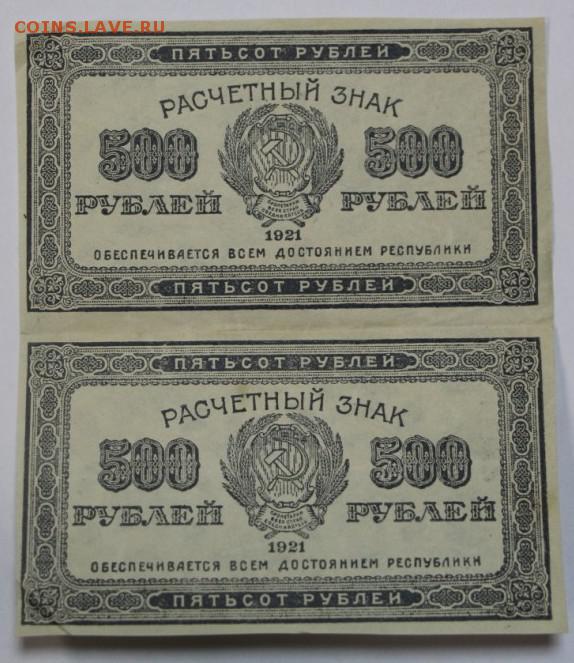 COINS.LAVE.RU
ПЯТЬСОТ РУБЛЕЙ
РАСЧЕТНЫЙ ЗНАК
500 500
РУБЛЕЙ РУБЛЕЙ
1921
ОБЕСПЕЧИВАЕТСЯ ВСЕМ ДОСТОЯНИЕМ РЕСПУБЛИКИ
ПЯТЬСОТ РУБЛЕЙ
ПЯТЬСОТ РУБЛЕЙ
РАСЧЕТНЫЙ ЗНАК
500 500
РУБЛЕЙ РУБЛЕЙ
1921
ОБЕСПЕЧИВАЕТСЯ ВСЕМ ДОСТОЯНИЕМ РЕСПУБЛИКИ
ПЯТЬСОТ РУБЛЕЙ